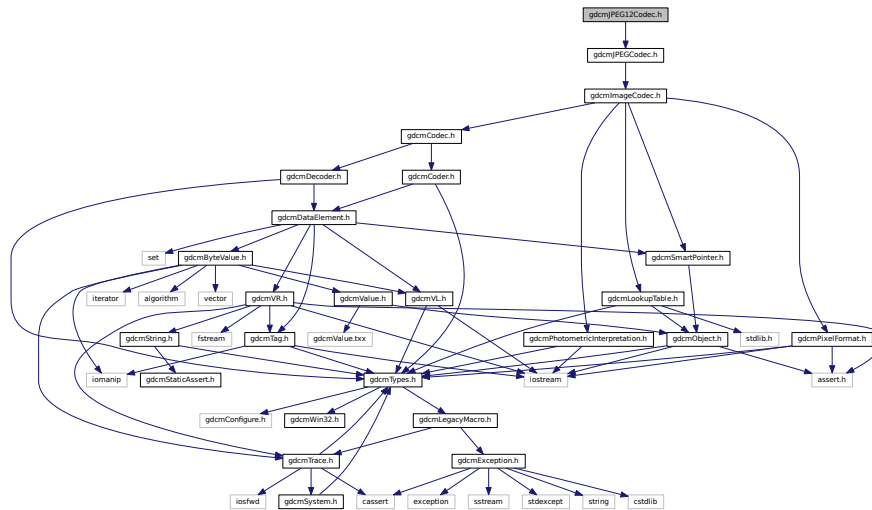 gdcmJPEG12Codec.h
gdcmJPEGCodec.h
gdcmImageCodec.h
gdcmCodec.h
gdcmDecoder.h
gdcmCoder.h
gdcmDataElement.h
set
gdcmByteValue.h
gdcmSmartPointer.h
iterator
algorithm
vector
gdcmVR.h
gdcmValue.h
gdcmVL.h
gdcmLookupTable.h
gdcmString.h
fstream
gdcmTag.h
gdcmValue.txx
gdcmPhotometricInterpretation.h
gdcmObject.h
stdlib.h
gdcmPixelFormat.h
iomanip
gdcmStaticAssert.h
gdcmTypes.h
iostream
assert.h
gdcmConfigure.h
gdcmWin32.h
gdcmLegacyMacro.h
gdcmTrace.h
gdcmException.h
iosfwd
gdcmSystem.h
cassert
exception
sstream
stdexcept
string
cstdlib